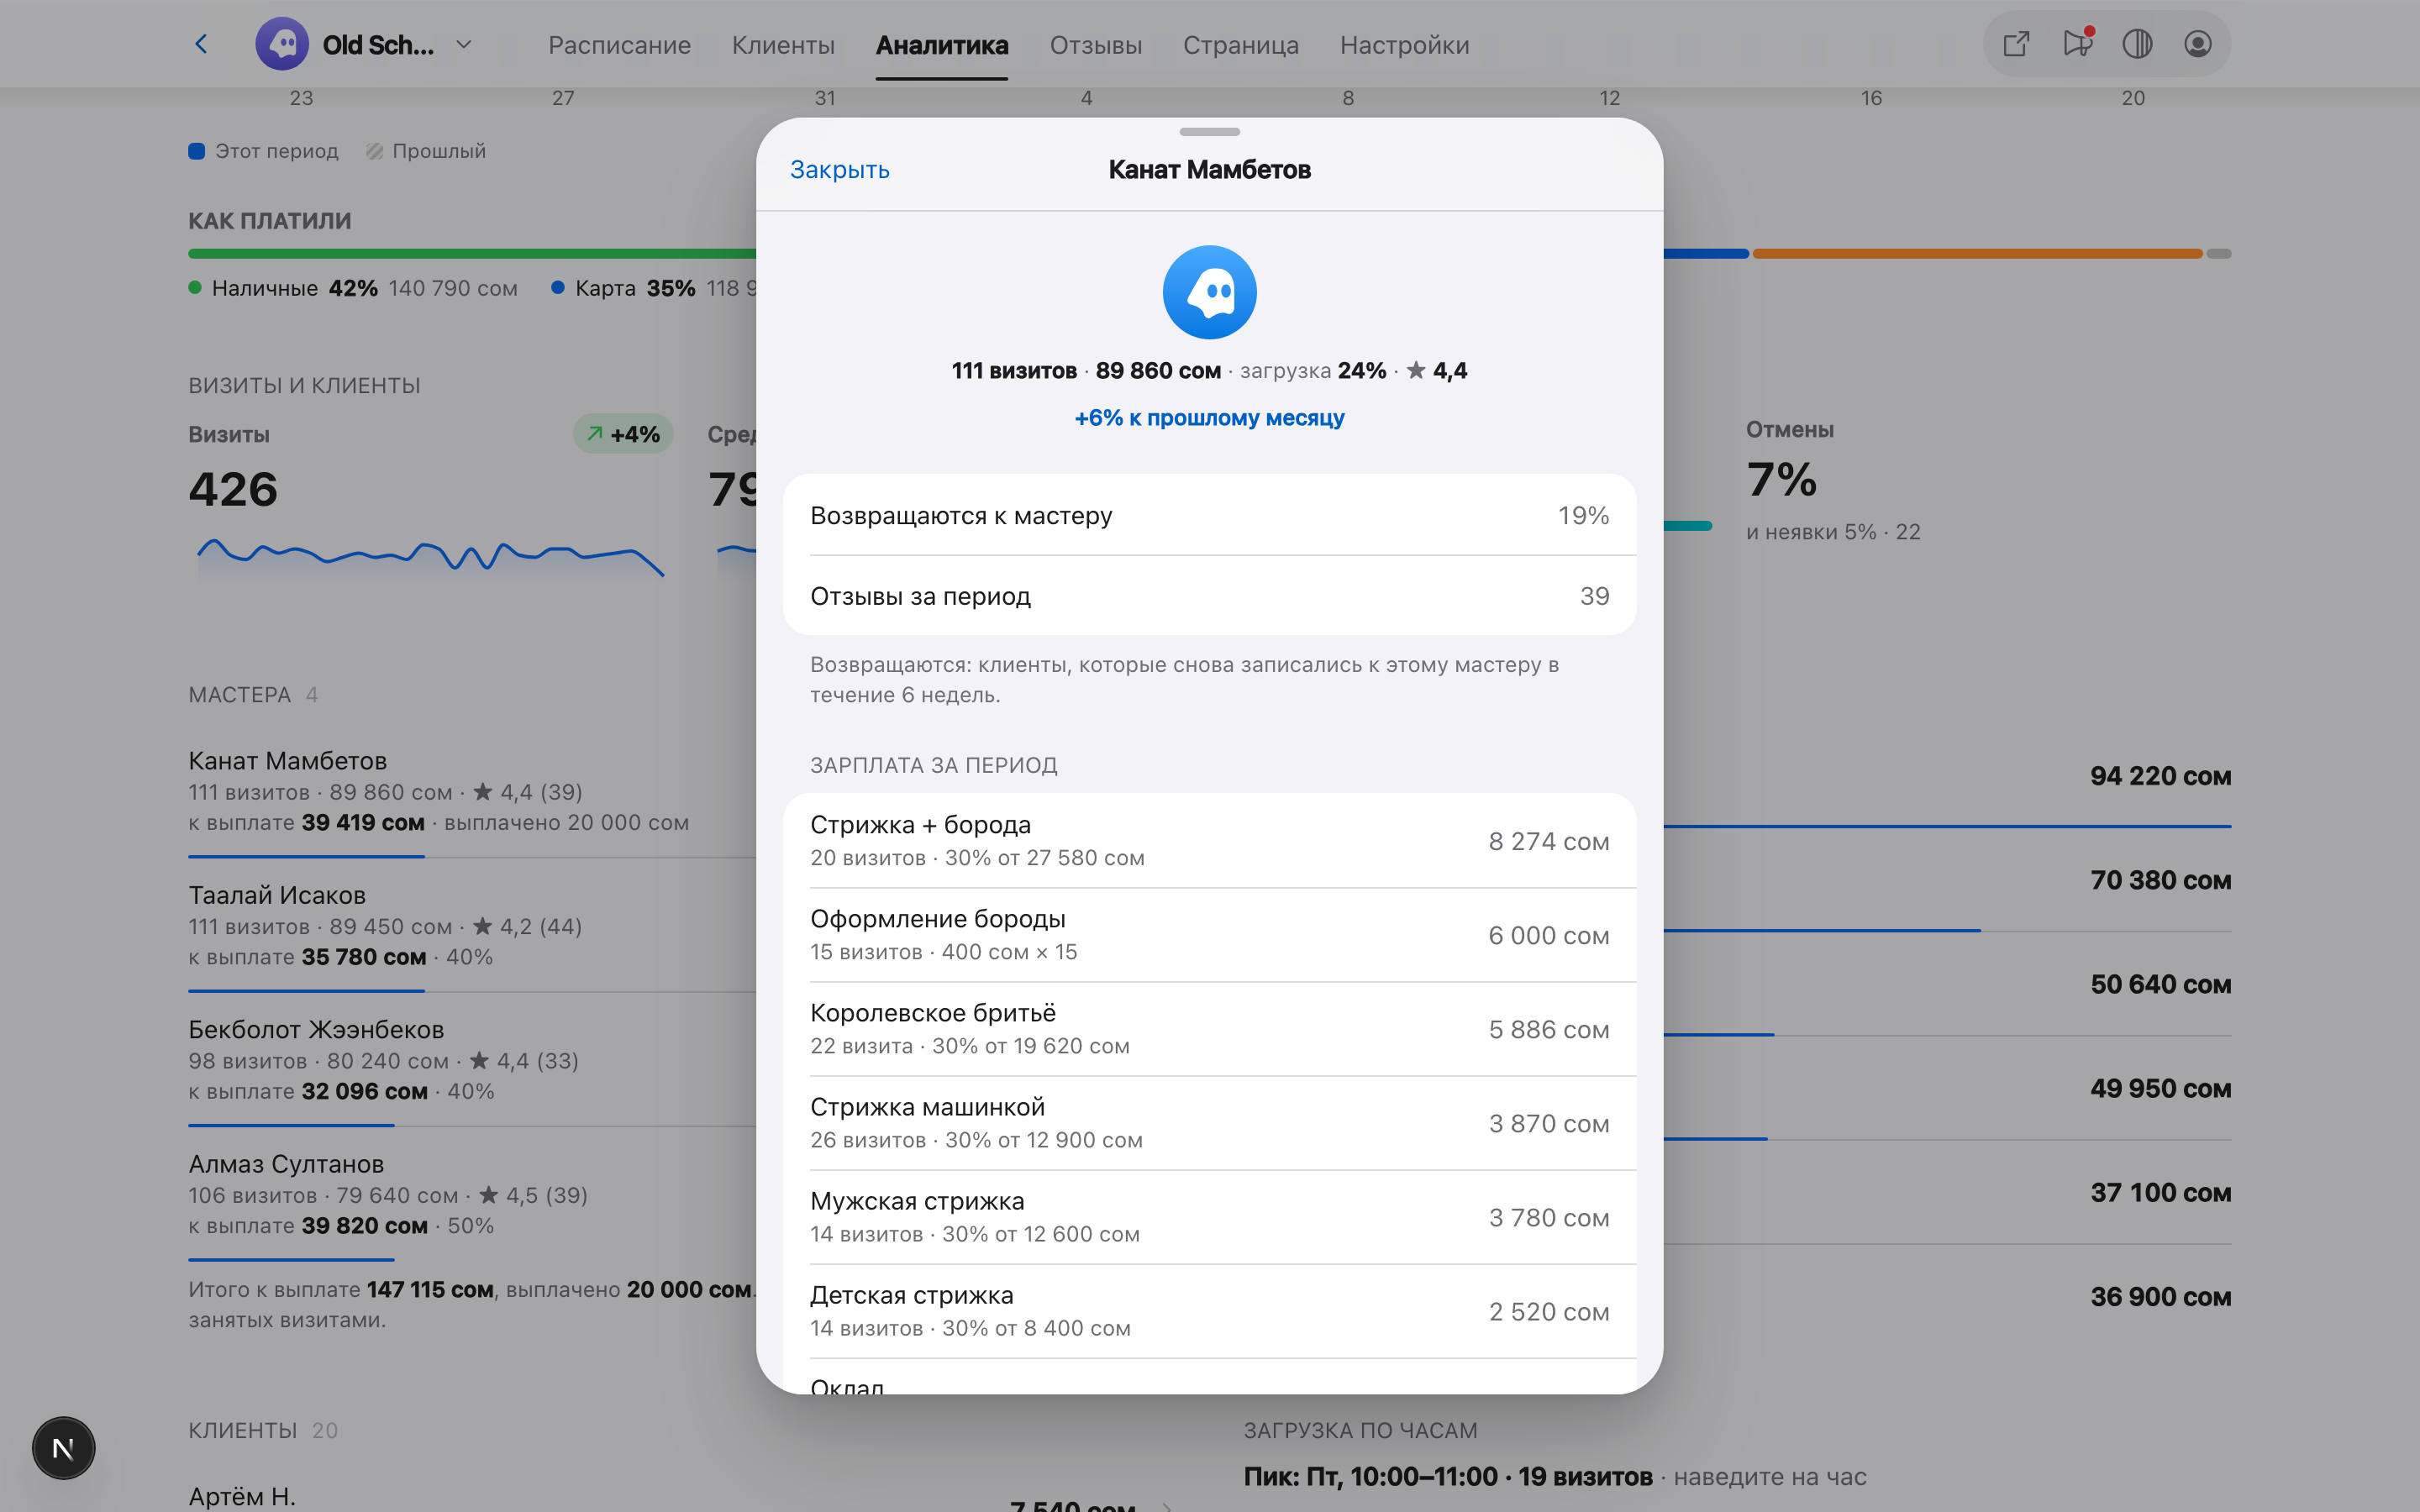 Old Sch...
Расписание
Клиенты
Аналитика
Отзывы
Страница
Настройки
23 27 31 4 8 12 16 20
Этот период
Прошлый
КАК ПЛАТИЛИ
Наличные 42% 140 790 сом
Карта 35% 118 9
ВИЗИТЫ И КЛИЕНТЫ
Визиты
+4%
426
Сред
79
Отмены
7%
и неявки 5% · 22
МАСТЕРА 4
Канат Мамбетов
111 визитов · 89 860 сом · ★ 4,4 (39)
к выплате 39 419 сом · выплачено 20 000 сом
Таалай Исаков
111 визитов · 89 450 сом · ★ 4,2 (44)
к выплате 35 780 сом · 40%
Бекболот Жээнбеков
98 визитов · 80 240 сом · ★ 4,4 (33)
к выплате 32 096 сом · 40%
Алмаз Султанов
106 визитов · 79 640 сом · ★ 4,5 (39)
к выплате 39 820 сом · 50%
Итого к выплате 147 115 сом, выплачено 20 000 сом.
занятых визитами.
94 220 сом
70 380 сом
50 640 сом
49 950 сом
37 100 сом
36 900 сом
КЛИЕНТЫ 20
Артём Н.
7 540 сом
ЗАГРУЗКА ПО ЧАСАМ
Пик: Пт, 10:00–11:00 · 19 визитов · наведите на час
N
Закрыть
Канат Мамбетов
111 визитов · 89 860 сом · загрузка 24% · ★ 4,4
+6% к прошлому месяцу
Возвращаются к мастеру 19%
Отзывы за период 39
Возвращаются: клиенты, которые снова записались к этому мастеру в
течение 6 недель.
ЗАРПЛАТА ЗА ПЕРИОД
Стрижка + борода
20 визитов · 30% от 27 580 сом
8 274 сом
Оформление бороды
15 визитов · 400 сом × 15
6 000 сом
Королевское бритьё
22 визита · 30% от 19 620 сом
5 886 сом
Стрижка машинкой
26 визитов · 30% от 12 900 сом
3 870 сом
Мужская стрижка
14 визитов · 30% от 12 600 сом
3 780 сом
Детская стрижка
14 визитов · 30% от 8 400 сом
2 520 сом
Оклад